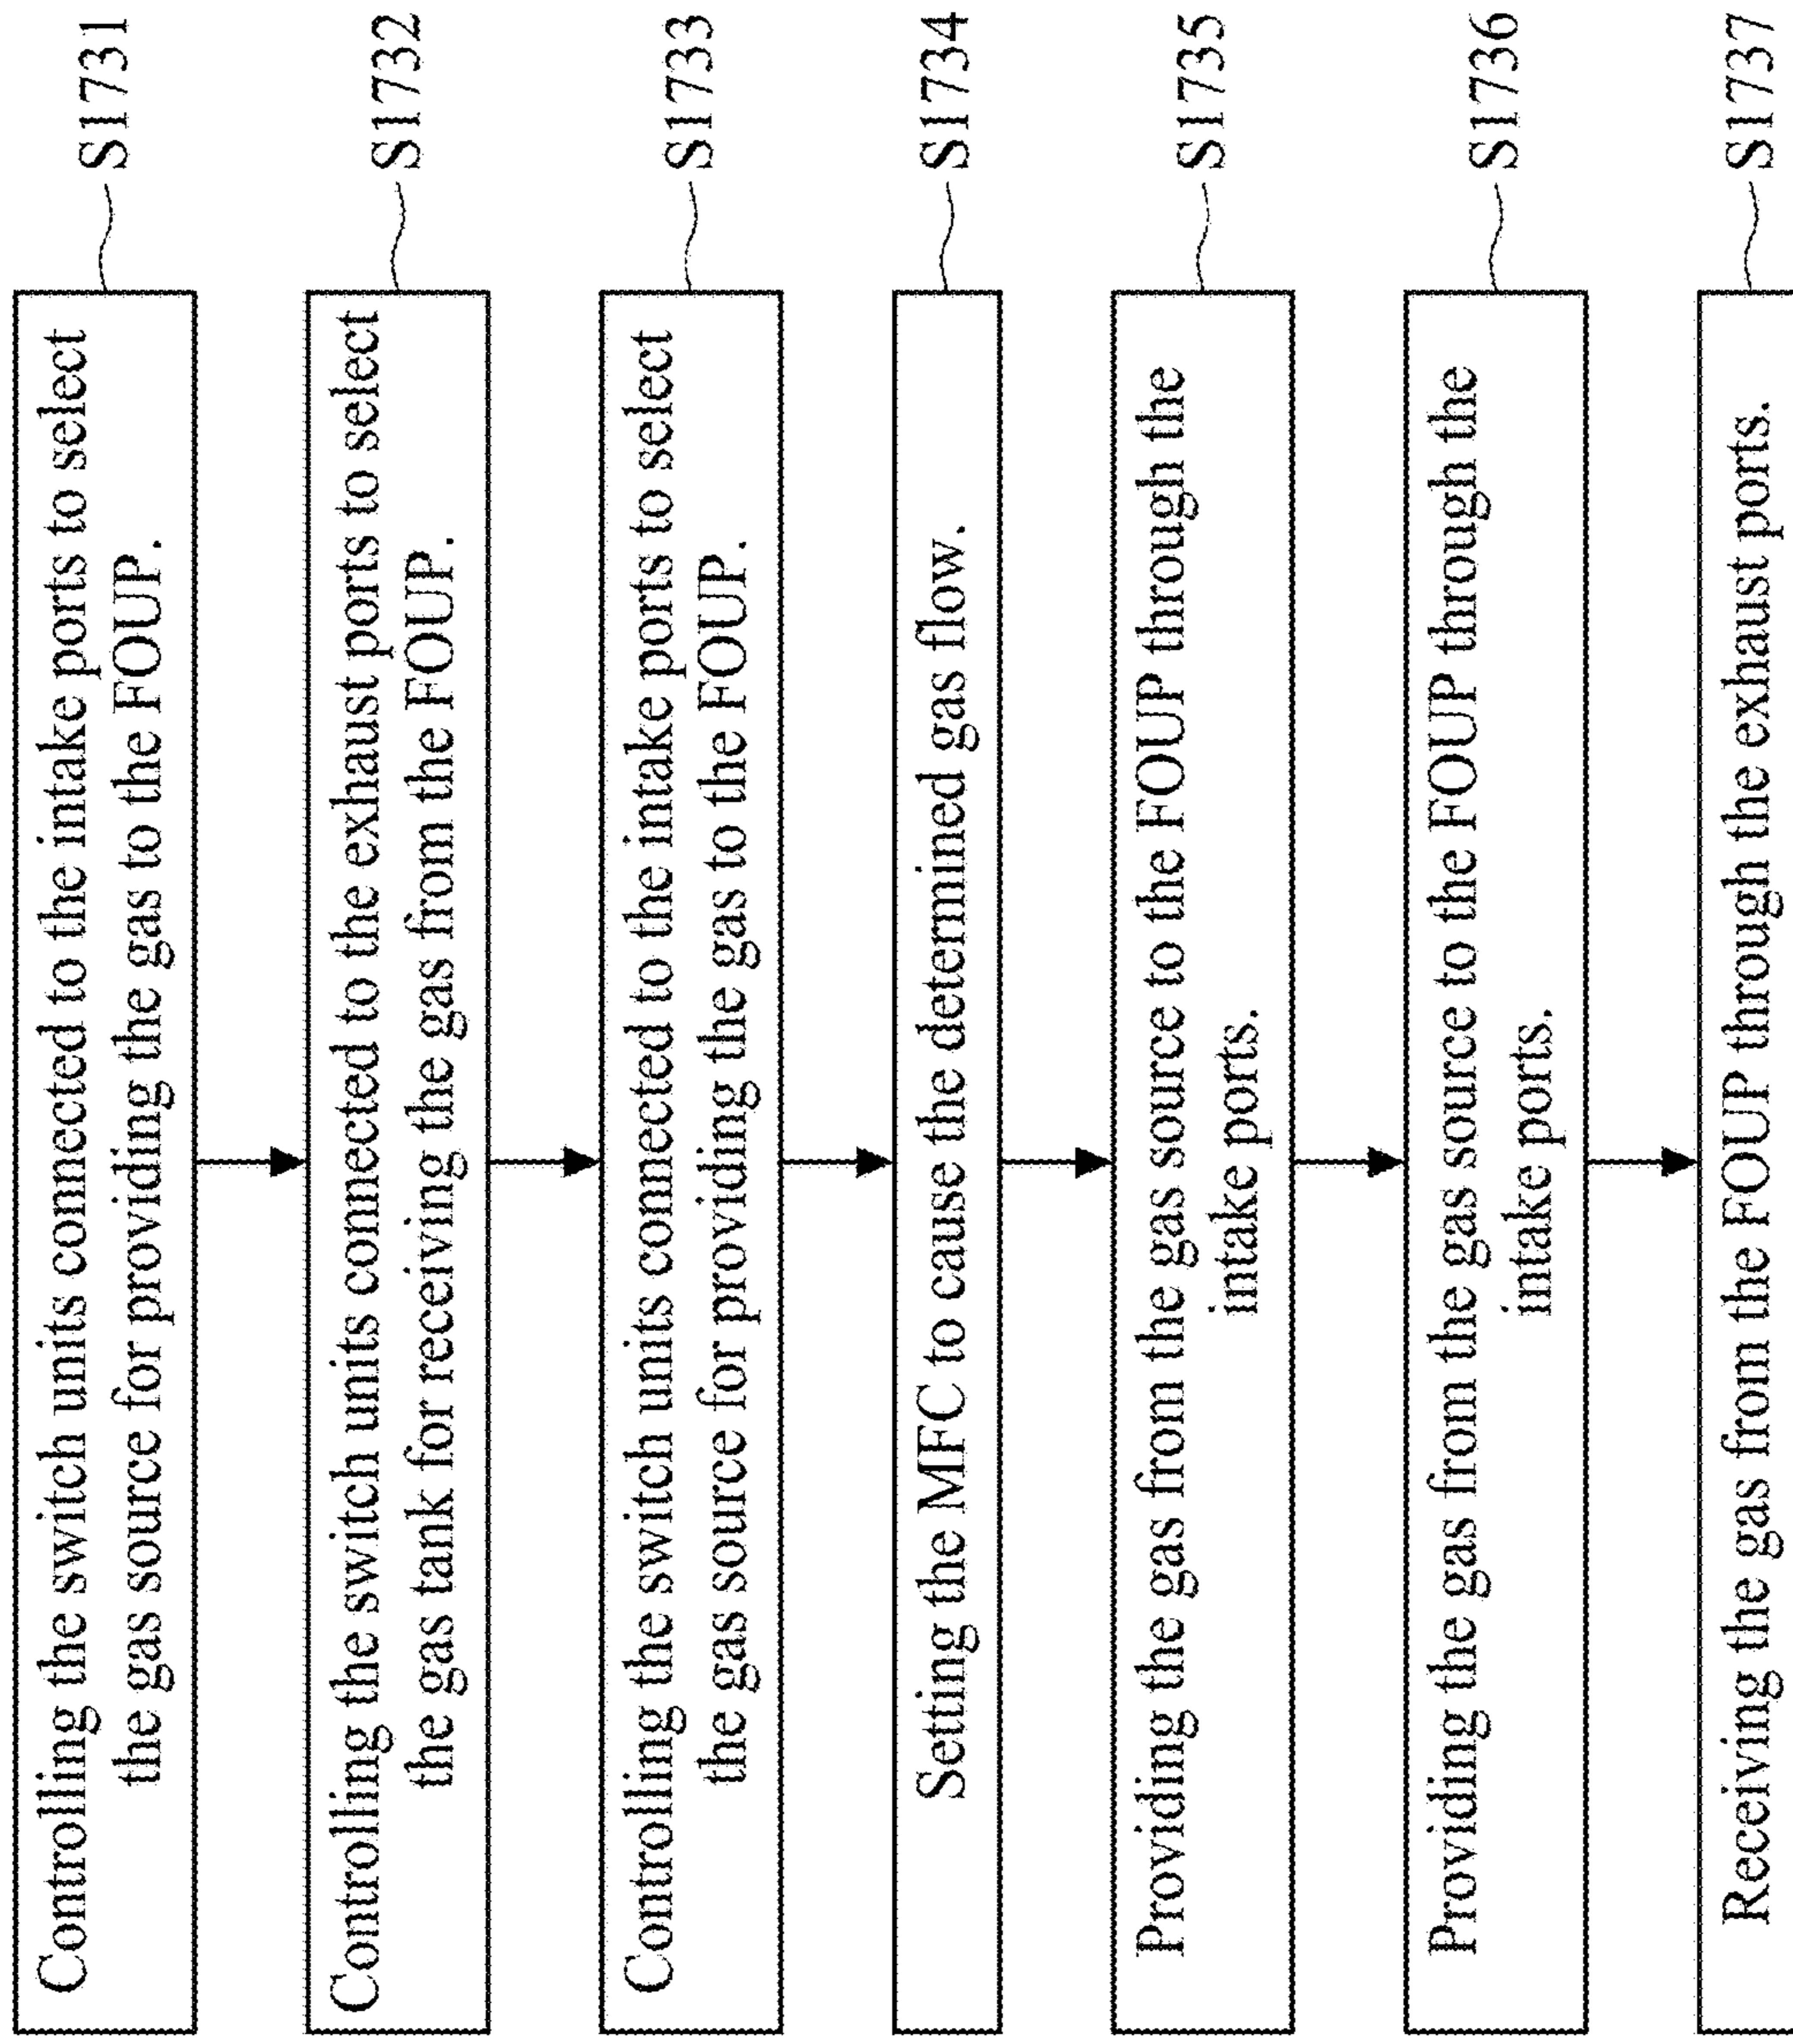 Controlling the switch units connected to the intake ports to select
the gas source for providing the gas to the FOUP.
S1731
Controlling the switch units connected to the exhaust ports to select
the gas tank for receiving the gas from the FOUP.
S1732
Controlling the switch units connected to the intake ports to select
the gas source for providing the gas to the FOUP.
S1733
Setting the MFC to cause the determined gas flow.
S1734
Providing the gas from the gas source to the FOUP through the
intake ports.
S1735
Providing the gas from the gas source to the FOUP through the
intake ports.
S1736
Receiving the gas from the FOUP through the exhaust ports.
S1737